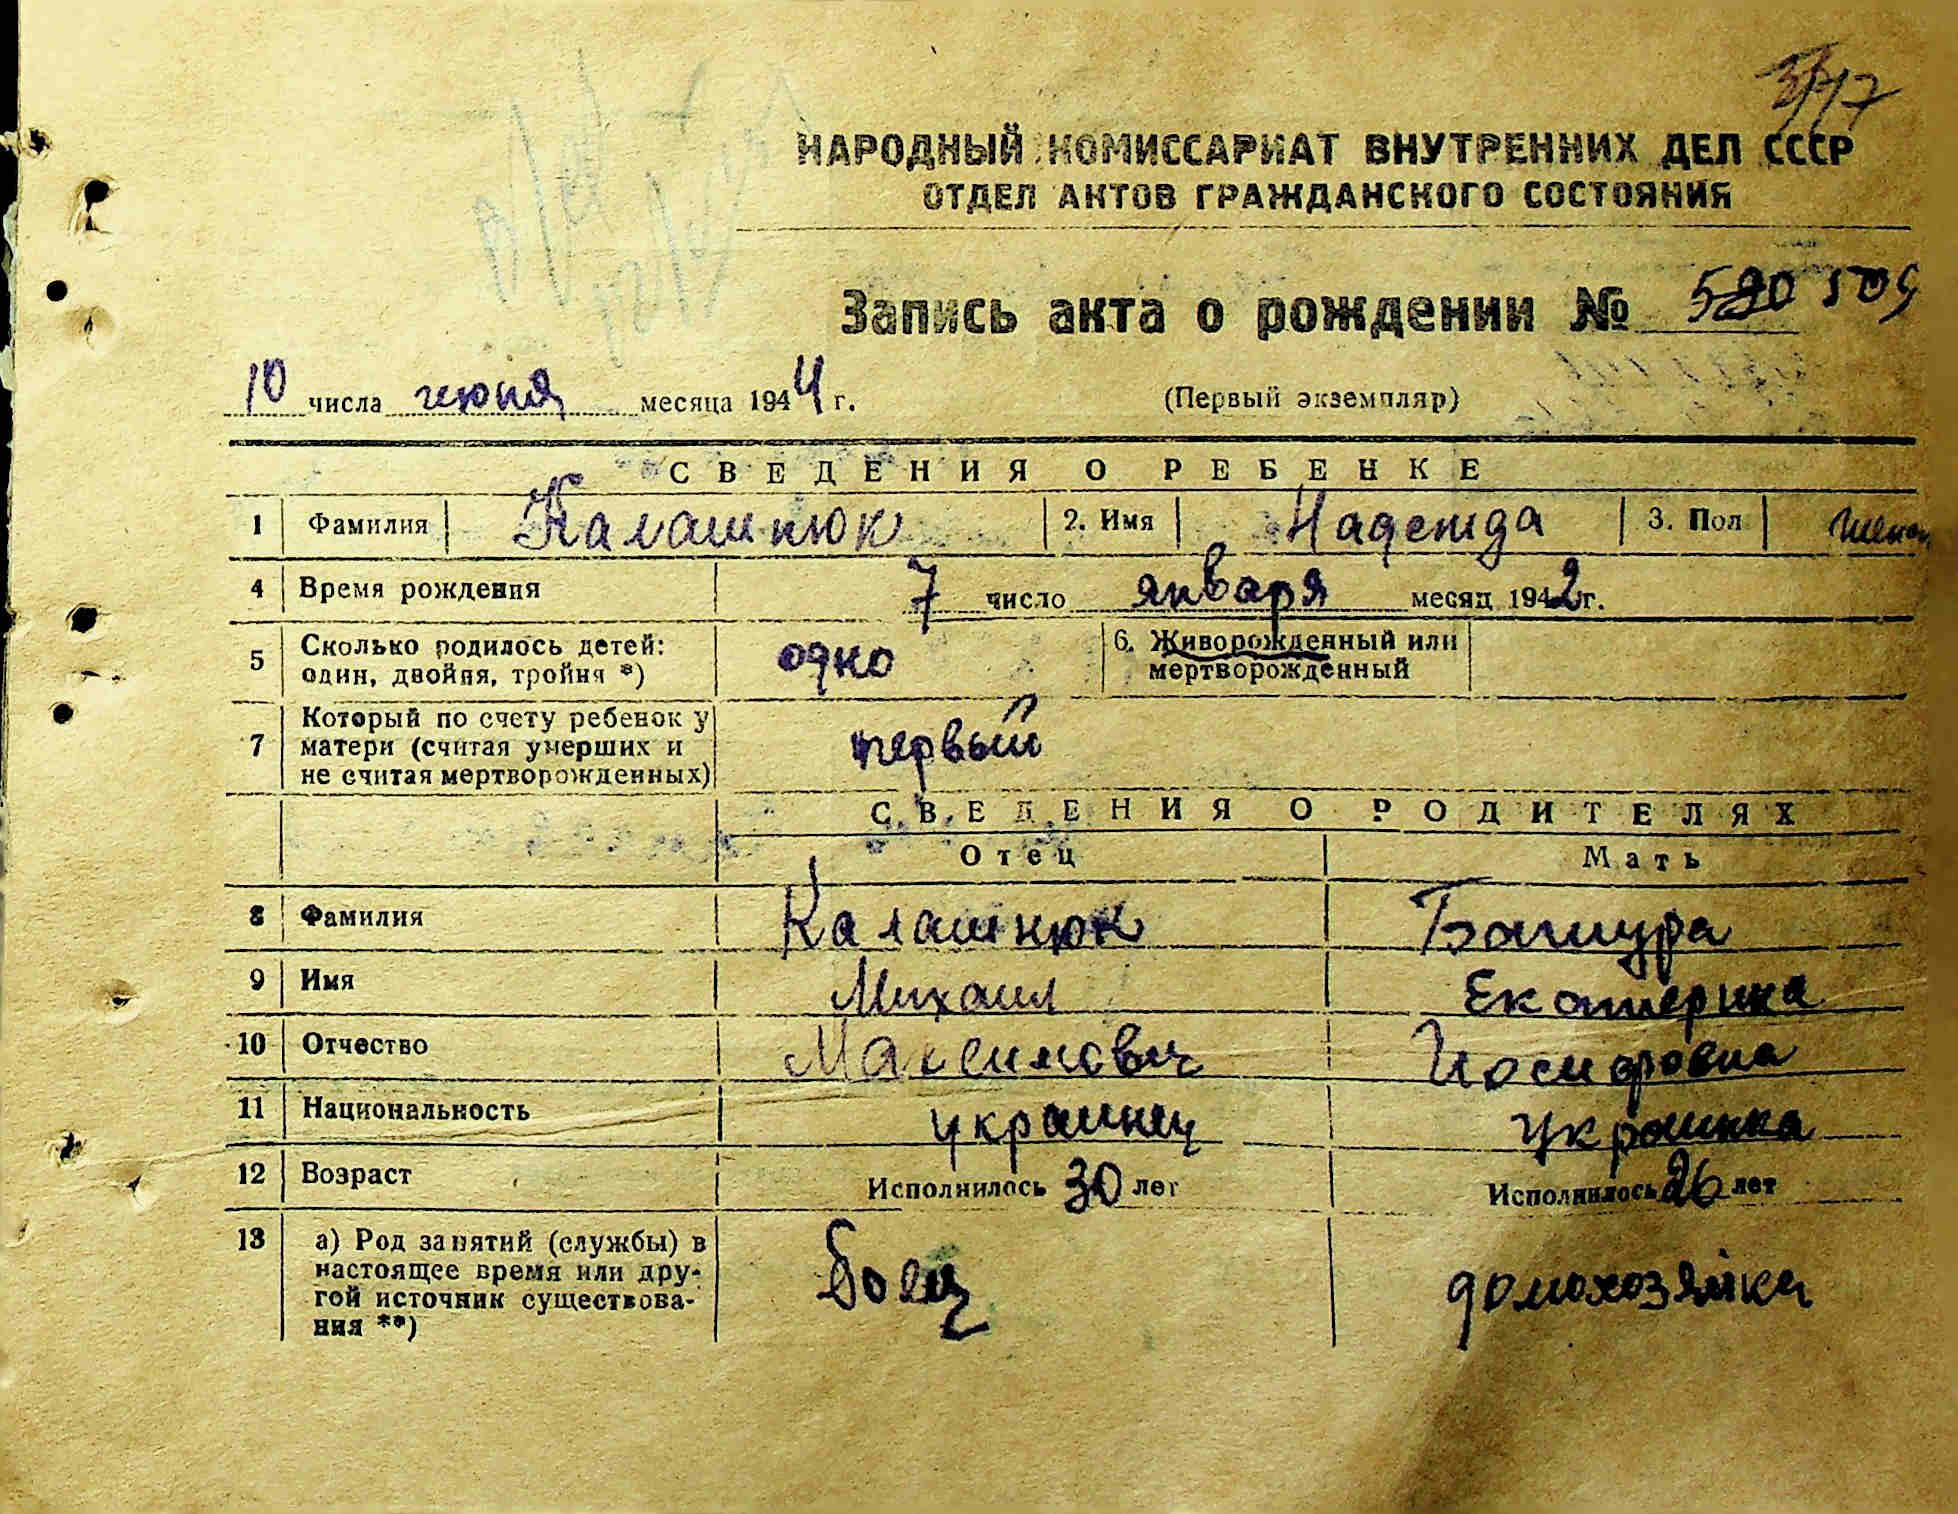 НАРОДНЫЙ КОМИССАРИАТ ВНУТРЕННИХ ДЕЛ СССР
ОТДЕЛ АКТОВ ГРАЖДАНСКОГО СОСТОЯНИЯ
Запись акта о рождении № 509
10 числа июня месяца 1944 г. (Первый экземпляр)
СВЕДЕНИЯ О РЕБЕНКЕ
1 Фамилия Калашнюк 2. Имя Надежда 3. Пол женск
4 Время рождения 7 число января месяц 1942 г.
5 Сколько родилось детей: один, двойня, тройня *) одно 6. Живорожденный или мертворожденный
7 Который по счету ребенок у матери (считая умерших и не считая мертворожденных) первый
СВЕДЕНИЯ О РОДИТЕЛЯХ
Отец Мать
8 Фамилия Калашнюк Башура
9 Имя Михаил Екатерина
10 Отчество Максимович Иосифовна
11 Национальность украинец украинка
12 Возраст Исполнилось 30 лет Исполнилось 26 лет
13 а) Род занятий (службы) в настоящее время или другой источник существования **) боец домохозяйка